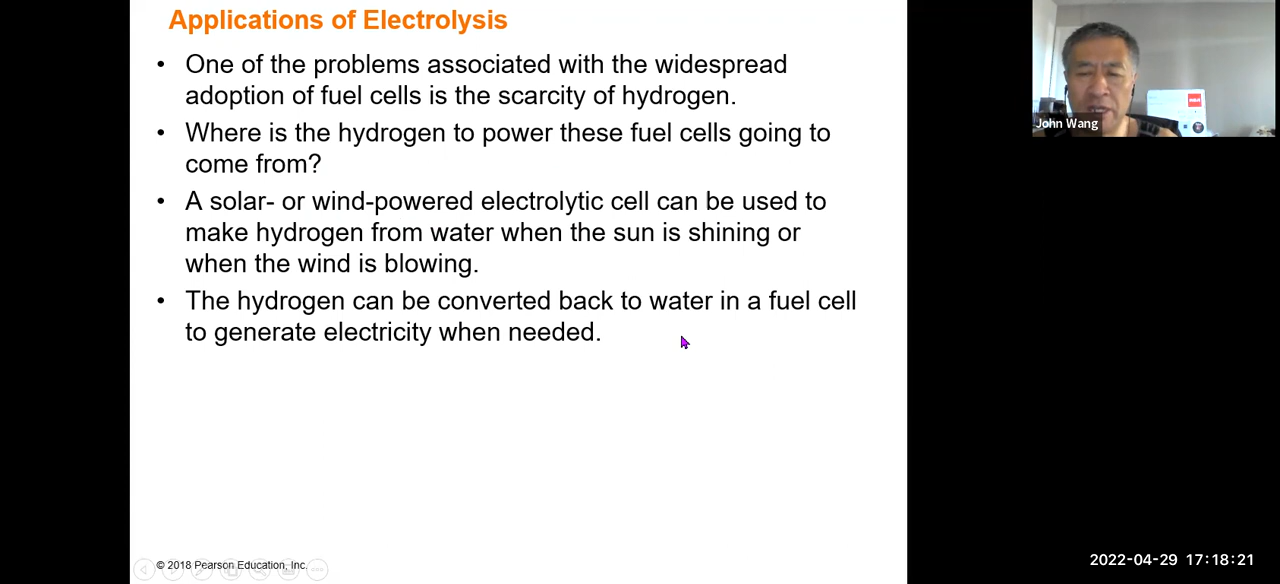 Applications of Electrolysis
• One of the problems associated with the widespread
adoption of fuel cells is the scarcity of hydrogen.
• Where is the hydrogen to power these fuel cells going to
come from?
• A solar- or wind-powered electrolytic cell can be used to
make hydrogen from water when the sun is shining or
when the wind is blowing.
• The hydrogen can be converted back to water in a fuel cell
to generate electricity when needed.
© 2018 Pearson Education, Inc.
John Wang
2022-04-29 17:18:21